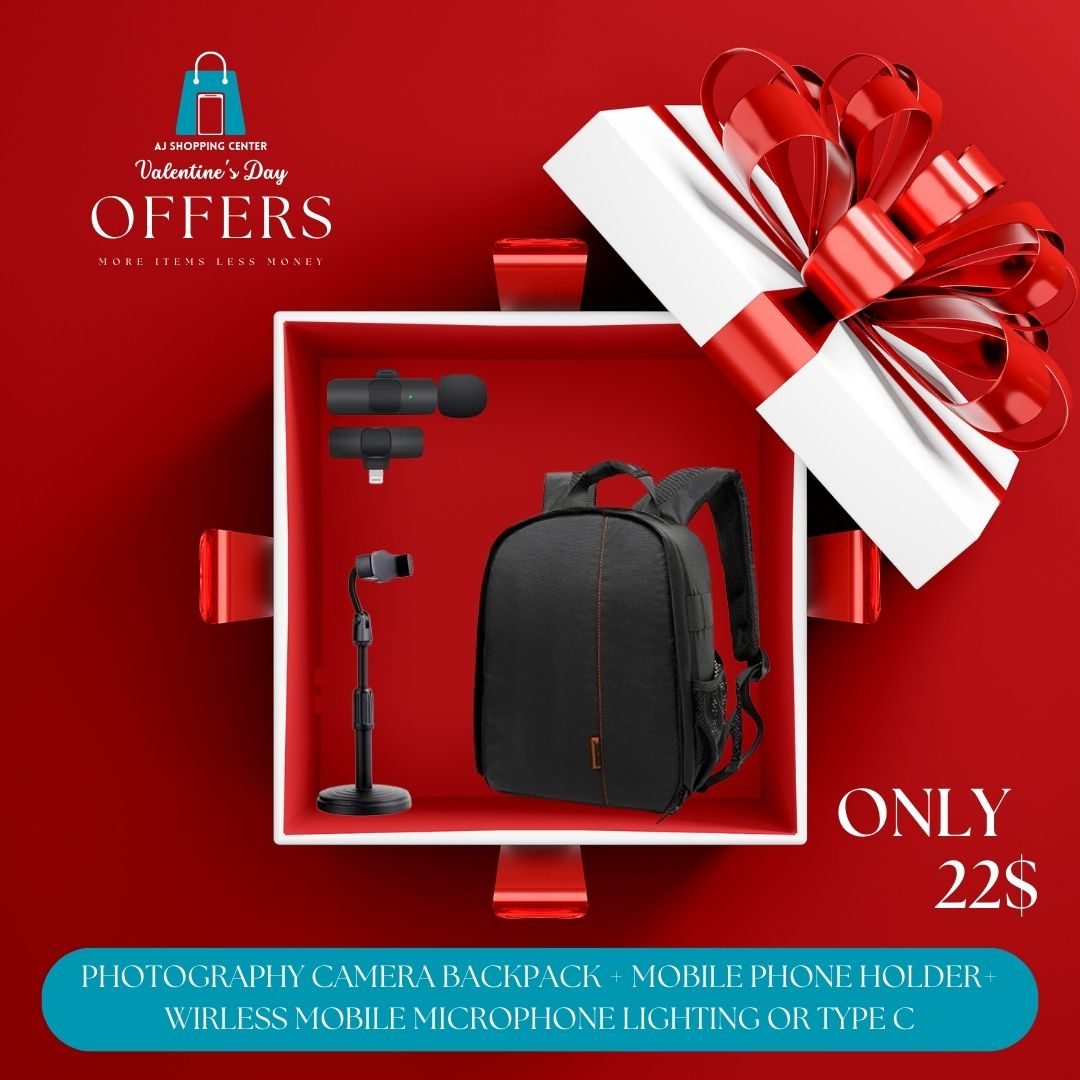 AJ SHOPPING CENTER
Valentine's Day
OFFERS
MORE ITEMS LESS MONEY
ONLY
22$
PHOTOGRAPHY CAMERA BACKPACK + MOBILE PHONE HOLDER+
WIRLESS MOBILE MICROPHONE LIGHTING OR TYPE C